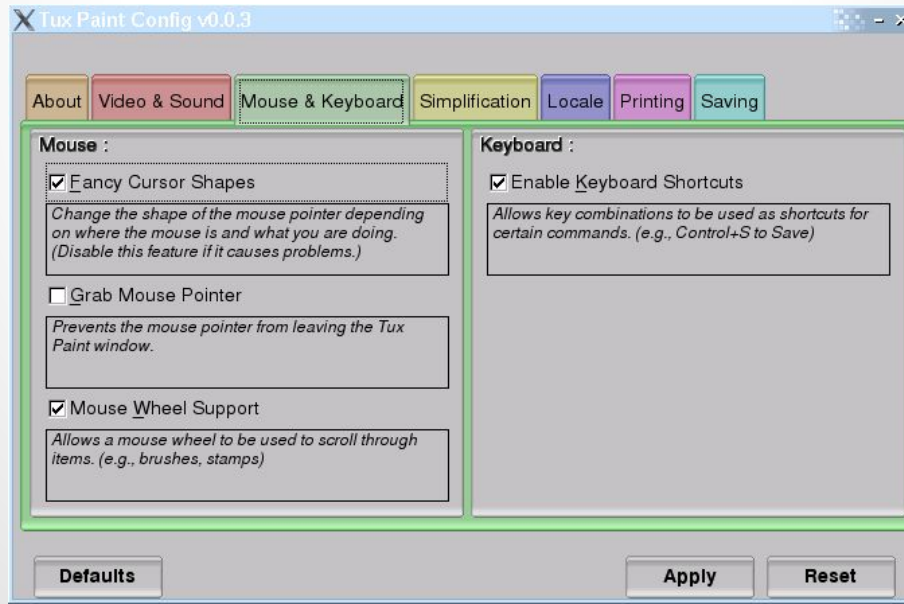 Tux Paint Config v0.0.3
About Video & Sound Mouse & Keyboard Simplification Locale Printing Saving
Mouse :
Fancy Cursor Shapes
Change the shape of the mouse pointer depending
on where the mouse is and what you are doing.
(Disable this feature if it causes problems.)
Grab Mouse Pointer
Prevents the mouse pointer from leaving the Tux
Paint window.
Mouse Wheel Support
Allows a mouse wheel to be used to scroll through
items. (e.g., brushes, stamps)
Keyboard :
Enable Keyboard Shortcuts
Allows key combinations to be used as shortcuts for
certain commands. (e.g., Control+S to Save)
Defaults Apply Reset